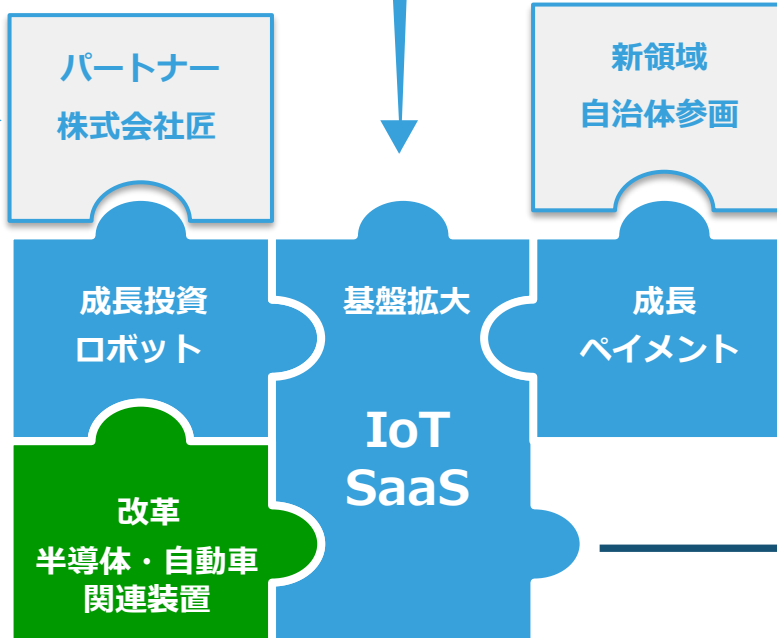 パートナー
株式会社匠
新領域
自治体参画
成長投資
ロボット
基盤拡大
IoT
SaaS
成長
ペイメント
改革
半導体・自動車
関連装置